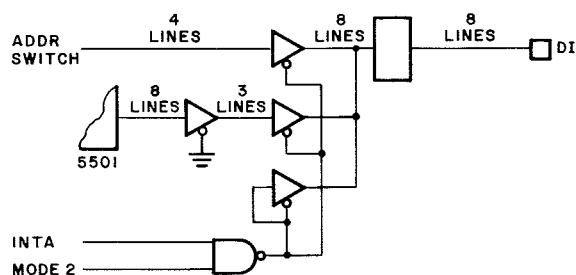 4
LINES
8
LINES
8
LINES
ADDR
SWITCH
DI
8
LINES
3
LINES
5501
INTA
MODE 2